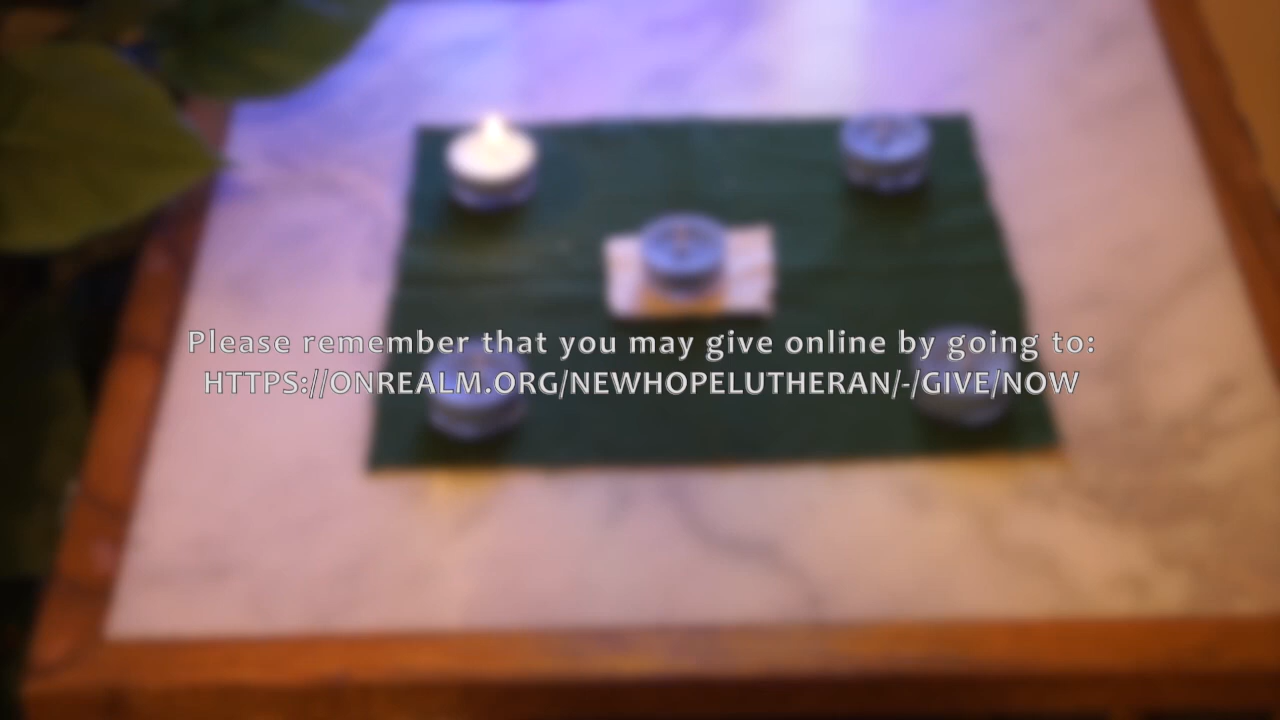 Please remember that you may give online by going to:
HTTPS://ONREALM.ORG/NEWHOPELUTHERAN/-/GIVE/NOW